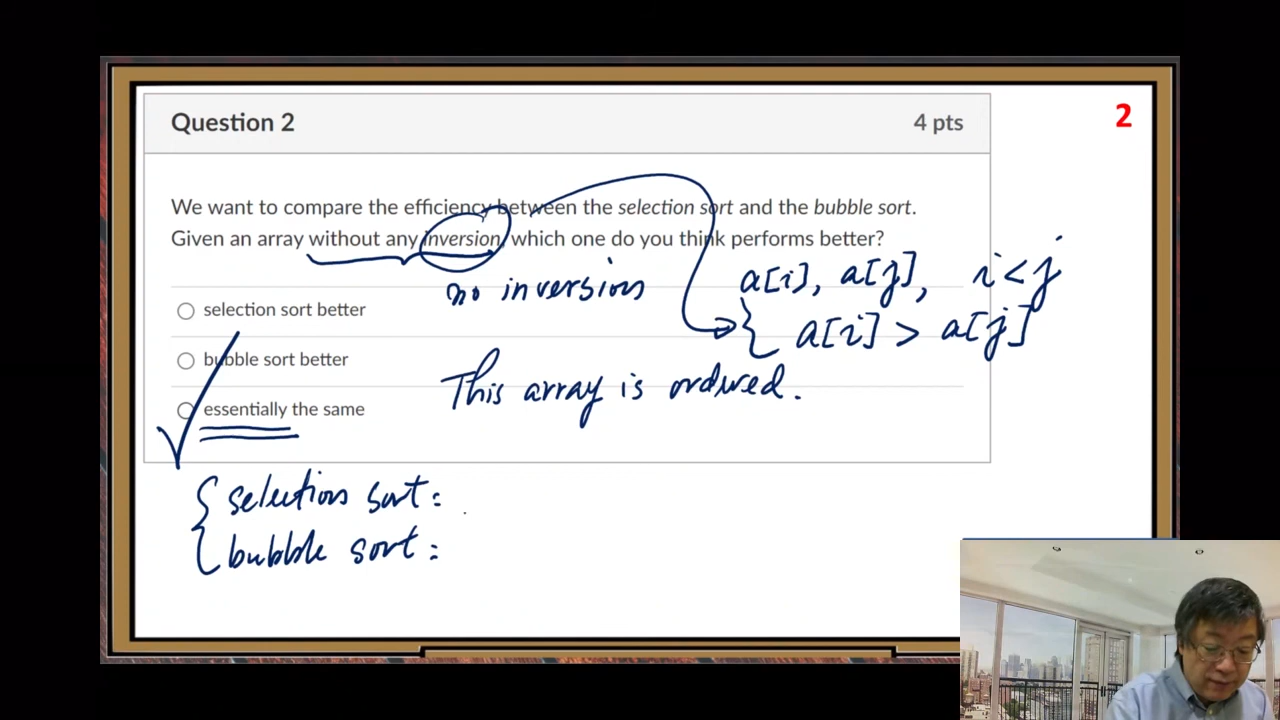 Question 2
4 pts
2
We want to compare the efficiency between the selection sort and the bubble sort.
Given an array without any inversion, which one do you think performs better?
no inversion
a[i], a[j], i<j
{ a[i] > a[j]
selection sort better
bubble sort better
This array is ordered.
essentially the same
{ selection sort:
bubble sort: